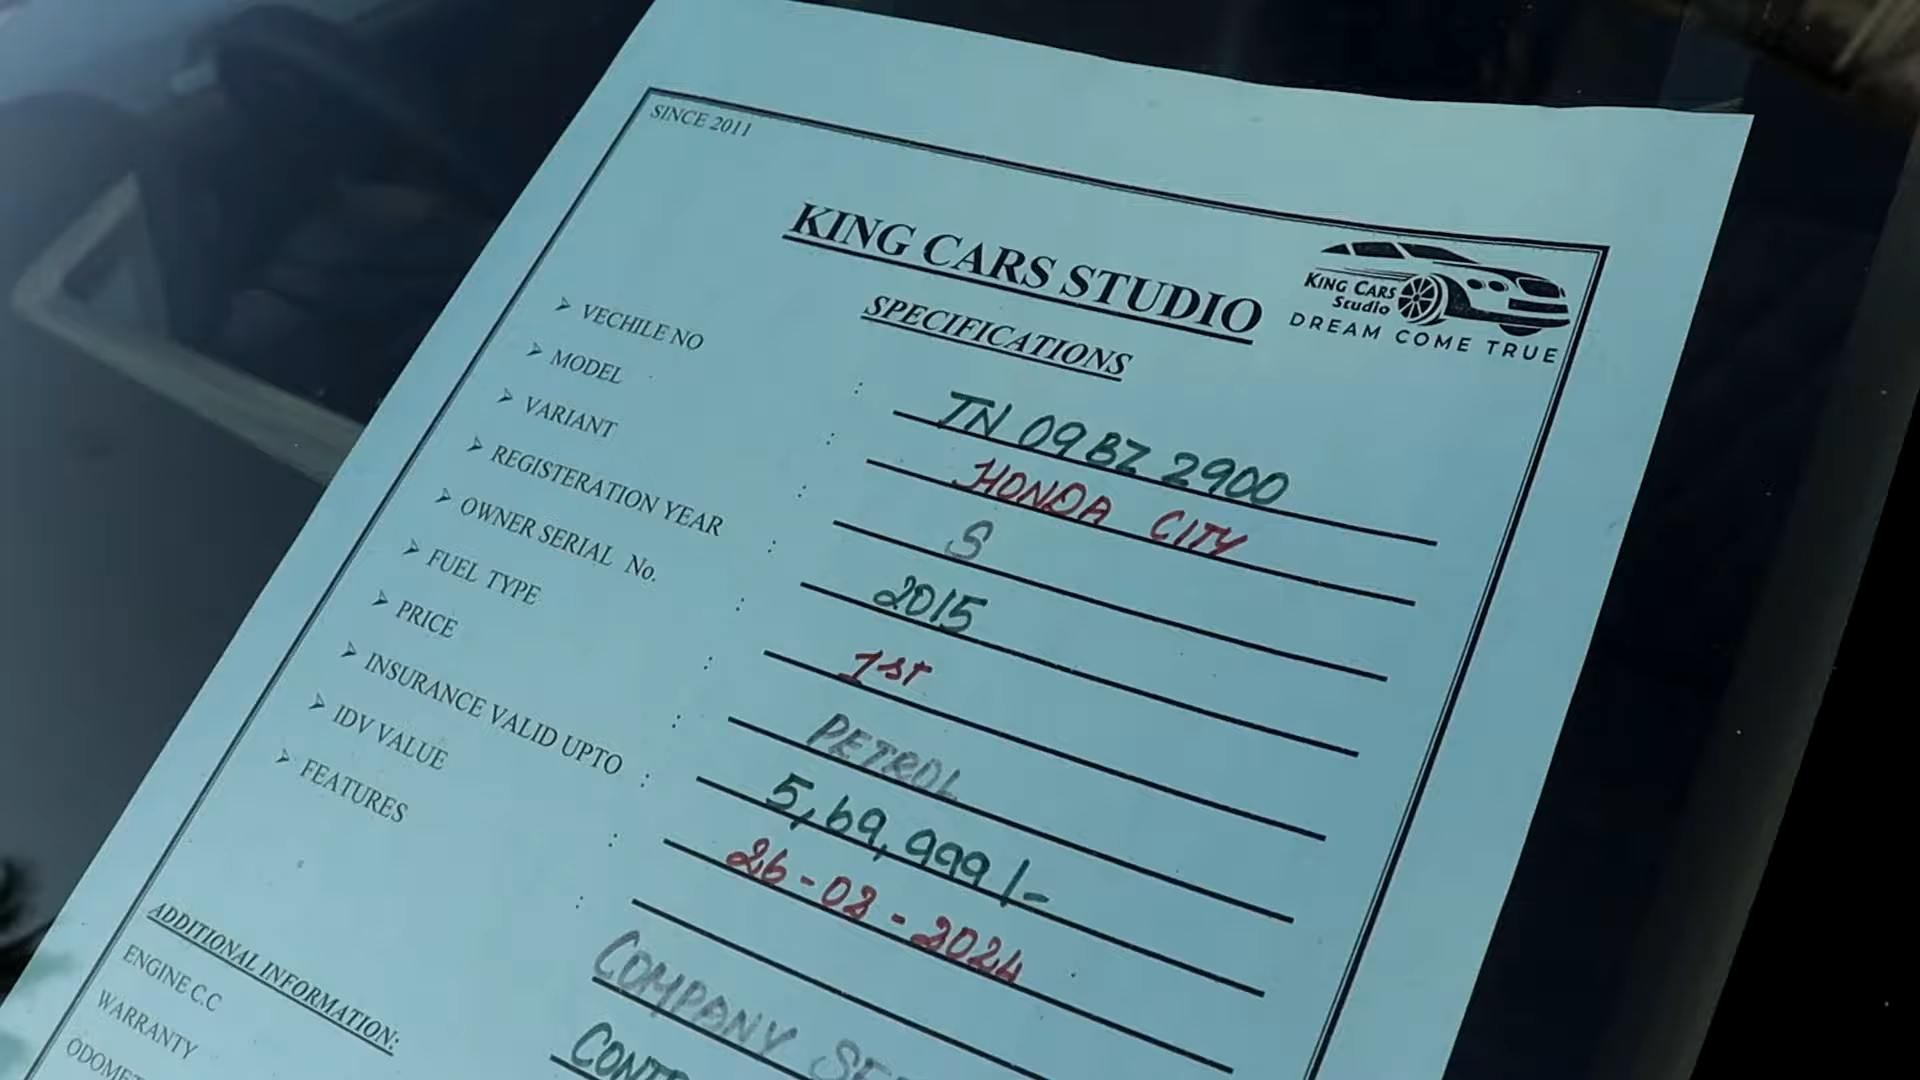 SINCE 2011
KING CARS STUDIO
KING CARS
Studio
DREAM COME TRUE
SPECIFICATIONS
➢ VECHILE NO : TN 09 BZ 2900
➢ MODEL : HONDA CITY
➢ VARIANT : S
➢ REGISTERATION YEAR : 2015
➢ OWNER SERIAL No. : 1st
➢ FUEL TYPE : PETROL
➢ PRICE : 5,69,999/-
➢ INSURANCE VALID UPTO : 26-02-2024
➢ IDV VALUE :
➢ FEATURES : COMPANY
ADDITIONAL INFORMATION:
ENGINE C.C
WARRANTY